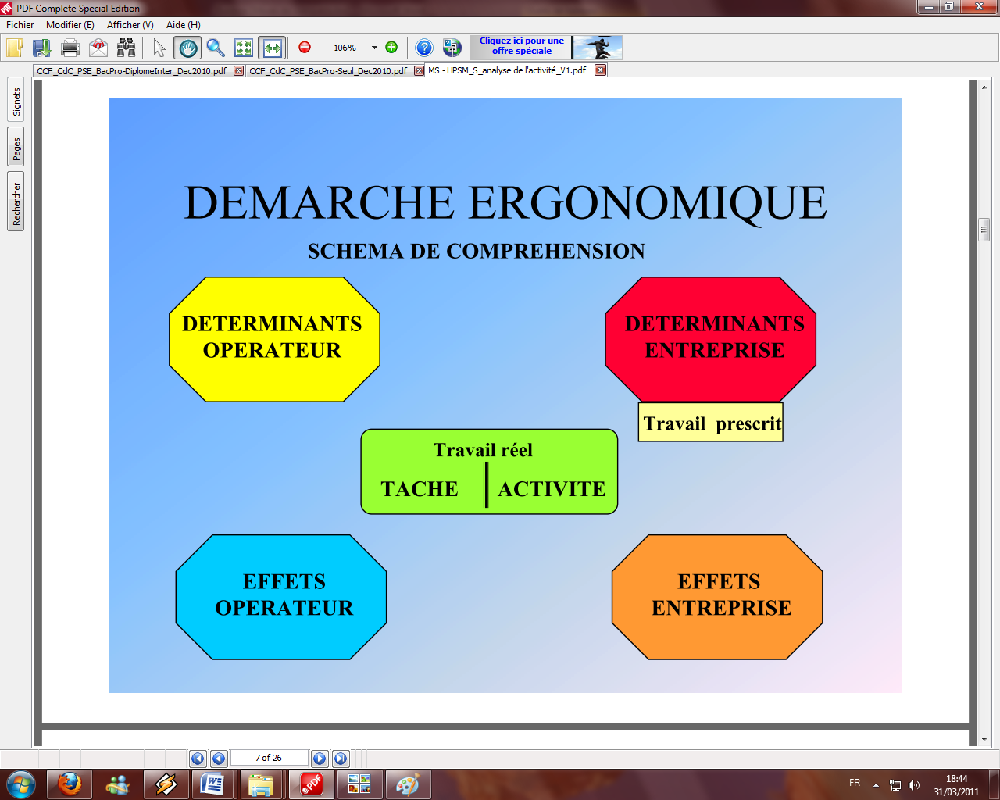 PDF Complete Special Edition
Fichier Modifier (E) Afficher (V) Aide (H)
106%
Cliquez ici pour une
offre spéciale
CCF_CdC_PSE_BacPro-DiplomeInter_Dec2010.pdf CCF_CdC_PSE_BacPro-Seul_Dec2010.pdf MS - HPSM_S_analyse de l'activité_V1.pdf
Signets
Pages
Rechercher
DEMARCHE ERGONOMIQUE
SCHEMA DE COMPREHENSION
DETERMINANTS
OPERATEUR
DETERMINANTS
ENTREPRISE
Travail prescrit
Travail réel
TACHE ACTIVITE
EFFETS
OPERATEUR
EFFETS
ENTREPRISE
7 of 26
FR
18:44
31/03/2011